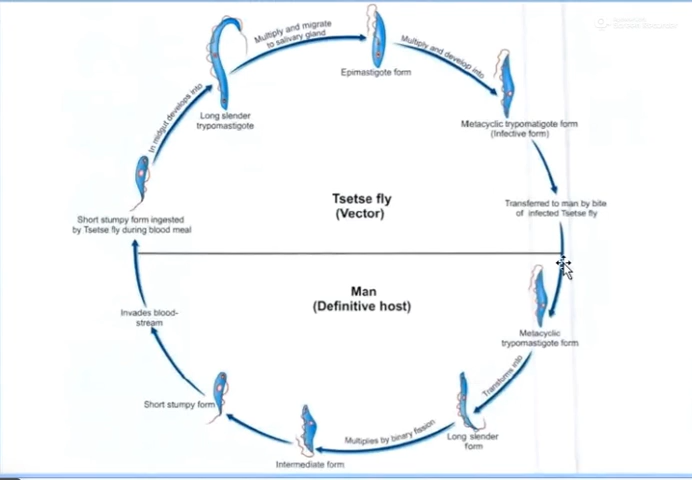 Multiply and migrate
to salivary gland
Epimastigote form
Multiply and develop into
Metacyclic trypomatigote form
(Infective form)
Transferred to man by bite
of infected Tsetse fly
In midgut develops into
Long slender
trypomastigote
Short stumpy form ingested
by Tsetse fly during blood meal
Tsetse fly
(Vector)
Man
(Definitive host)
Metacyclic
trypomastigote form
Transforms into
Long slender
form
Multiplies by binary fission
Intermediate form
Short stumpy form
Invades blood-
stream